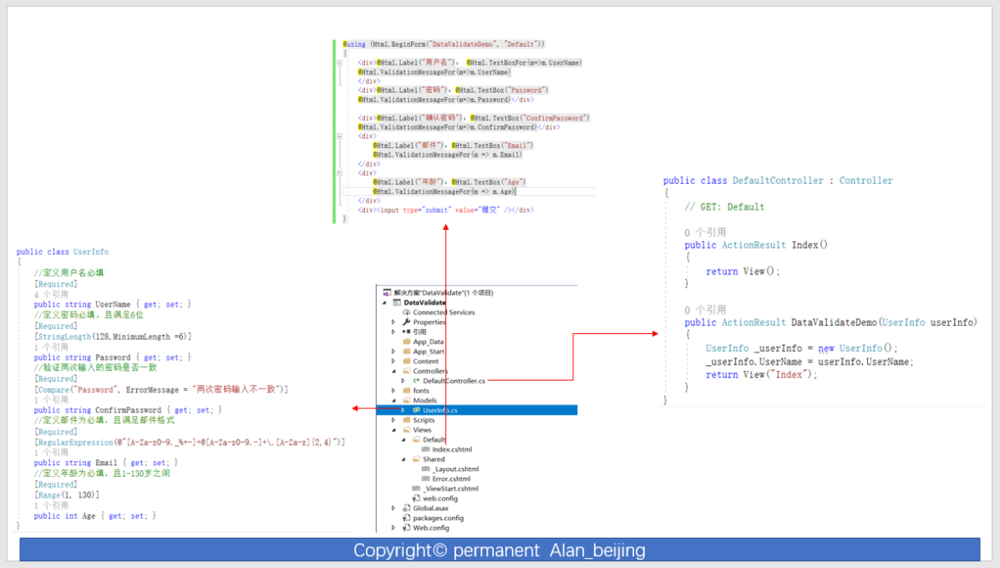 @using (Html.BeginForm("DataValidateDemo", "Default"))
{
<div>@Html.Label("用户名")： @Html.TextBoxFor(m=>m.UserName)
@Html.ValidationMessageFor(m=>m.UserName)
</div>
<div>@Html.Label("密码")：@Html.TextBox("Password")
@Html.ValidationMessageFor(m=>m.Password)</div>
<div>@Html.Label("确认密码")：@Html.TextBox("ConfirmPassword")
@Html.ValidationMessageFor(m=>m.ConfirmPassword)</div>
<div>
@Html.Label("邮件")：@Html.TextBox("Email")
@Html.ValidationMessageFor(m => m.Email)
</div>
<div>
@Html.Label("年龄")：@Html.TextBox("Age")
@Html.ValidationMessageFor(m => m.Age)
</div>
<div><input type="submit" value="提交" /></div>
}
public class UserInfo
{
//定义用户名必填
[Required]
4 个引用
public string UserName { get; set; }
//定义密码必填，且满足6位
[Required]
[StringLength(128,MinimumLength =6)]
1 个引用
public string Password { get; set; }
//验证两次输入的密码是否一致
[Required]
[Compare("Password", ErrorMessage = "两次密码输入不一致")]
1 个引用
public string ConfirmPassword { get; set; }
//定义邮件为必填，且满足邮件格式
[Required]
[RegularExpression(@"[A-Za-z0-9._%+-]+@[A-Za-z0-9.-]+\.[A-Za-z]{2,4}")]
1 个引用
public string Email { get; set; }
//定义年龄为必填，且1-130岁之间
[Required]
[Range(1, 130)]
1 个引用
public int Age { get; set; }
}
解决方案"DataValidate"(1 个项目)
DataValidate
Connected Services
Properties
引用
App_Data
App_Start
Content
Controllers
DefaultController.cs
fonts
Models
UserInfo.cs
Scripts
Views
Default
Index.cshtml
Shared
_Layout.cshtml
Error.cshtml
_ViewStart.cshtml
web.config
Global.asax
packages.config
Web.config
public class DefaultController : Controller
{
// GET: Default
0 个引用
public ActionResult Index()
{
return View();
}
0 个引用
public ActionResult DataValidateDemo(UserInfo userInfo)
{
UserInfo _userInfo = new UserInfo();
_userInfo.UserName = userInfo.UserName;
return View("Index");
}
}
Copyright© permanent Alan_beijing